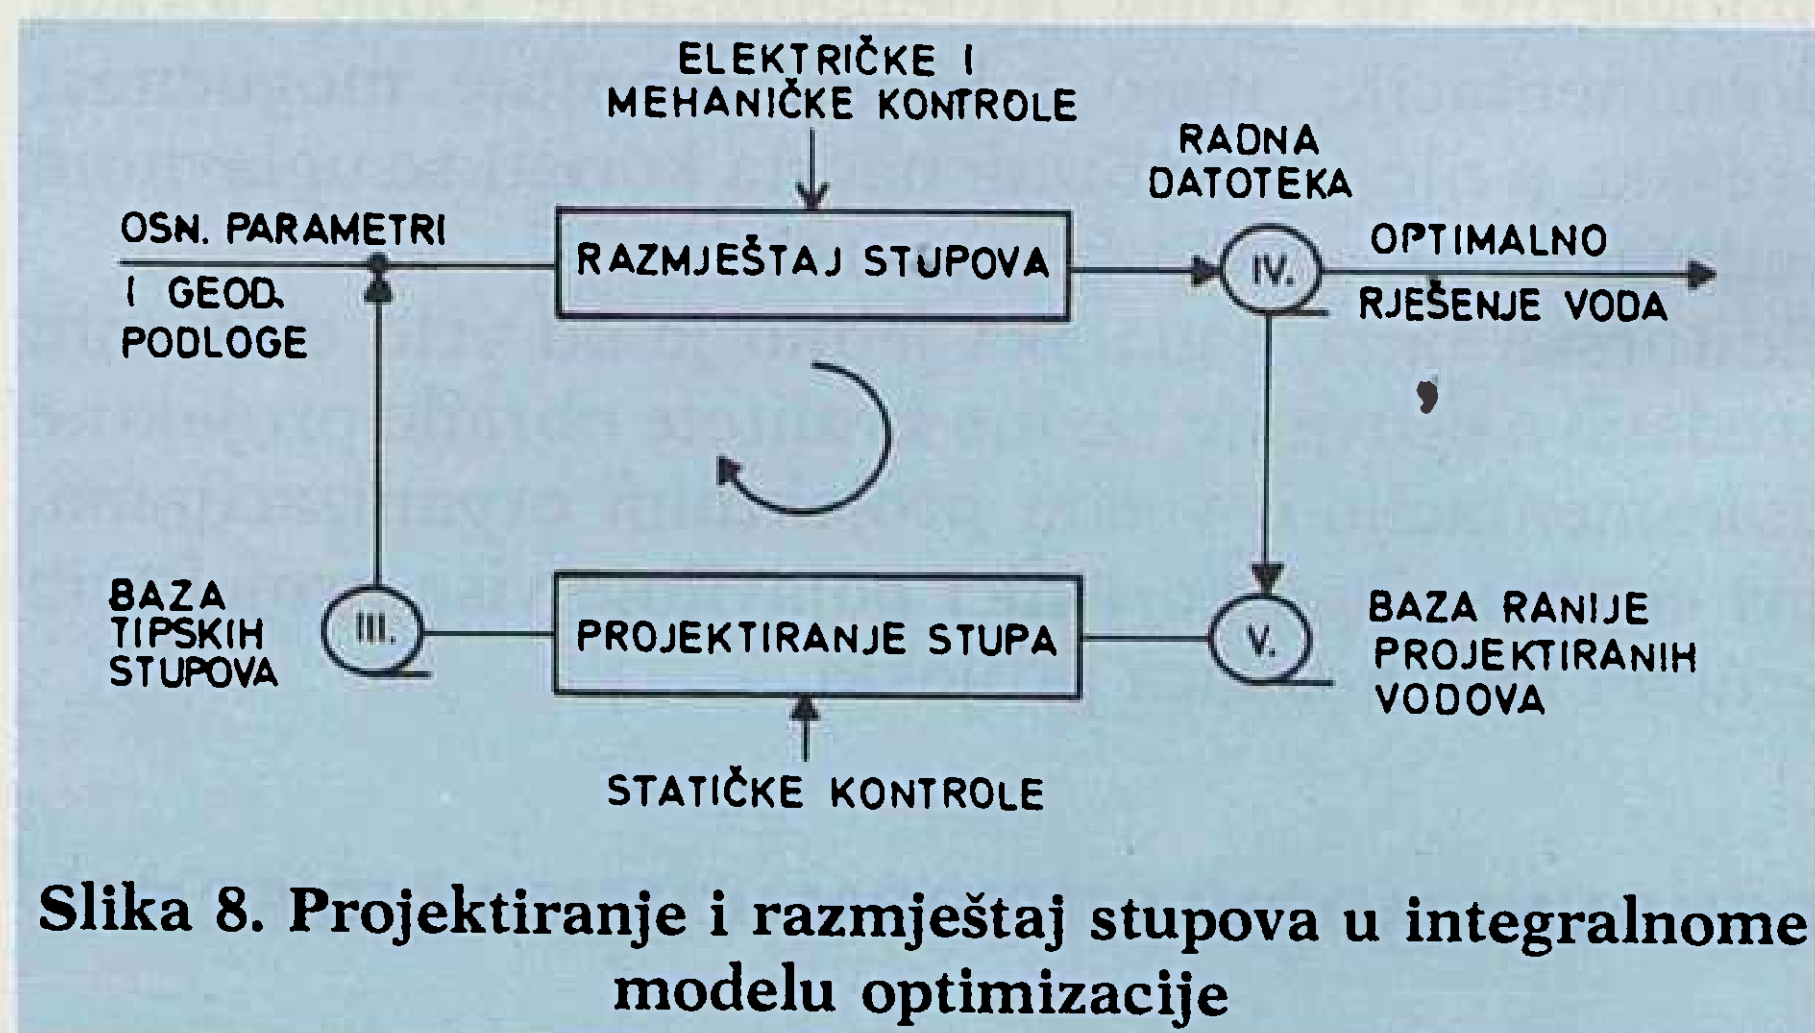 ELEKTRIČKE I
MEHANIČKE KONTROLE
RADNA
DATOTEKA
OSN. PARAMETRI
I GEOD.
PODLOGE
RAZMJEŠTAJ STUPOVA
IV.
OPTIMALNO
RJEŠENJE VODA
BAZA
TIPSKIH
STUPOVA
III.
PROJEKTIRANJE STUPA
V.
BAZA RANIJE
PROJEKTIRANIH
VODOVA
STATIČKE KONTROLE
Slika 8. Projektiranje i razmještaj stupova u integralnome
modelu optimizacije